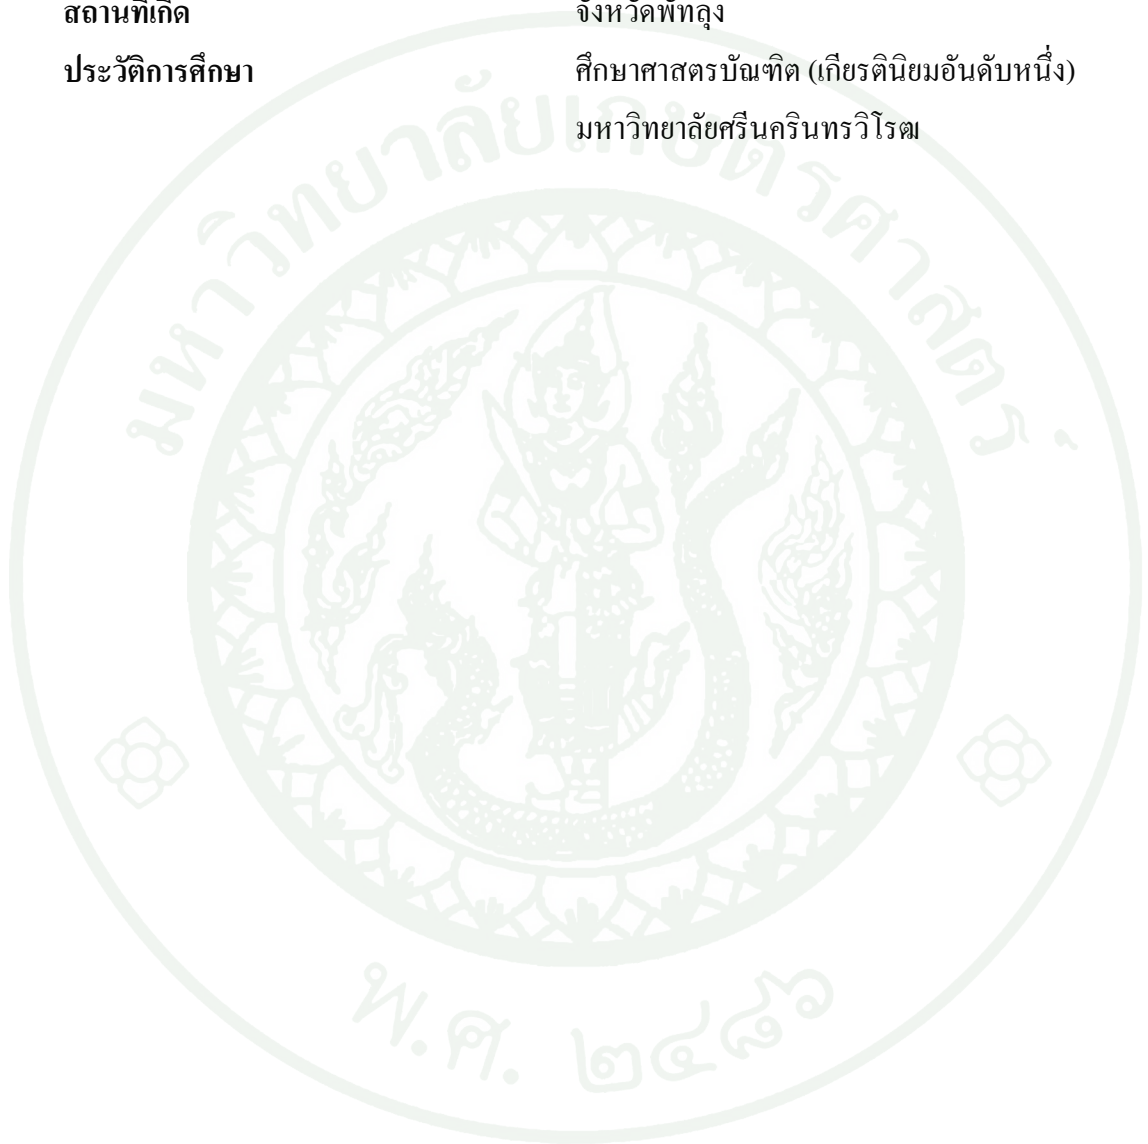 สถานที่เกิด จังหวัดพัทลุง
ประวัติการศึกษา ศึกษาศาสตรบัณฑิต (เกียรตินิยมอันดับหนึ่ง)
มหาวิทยาลัยศรีนครินทรวิโรฒ
มหาวิทยาลัยเกษตรศาสตร์
พ.ศ. ๒๔๘๖